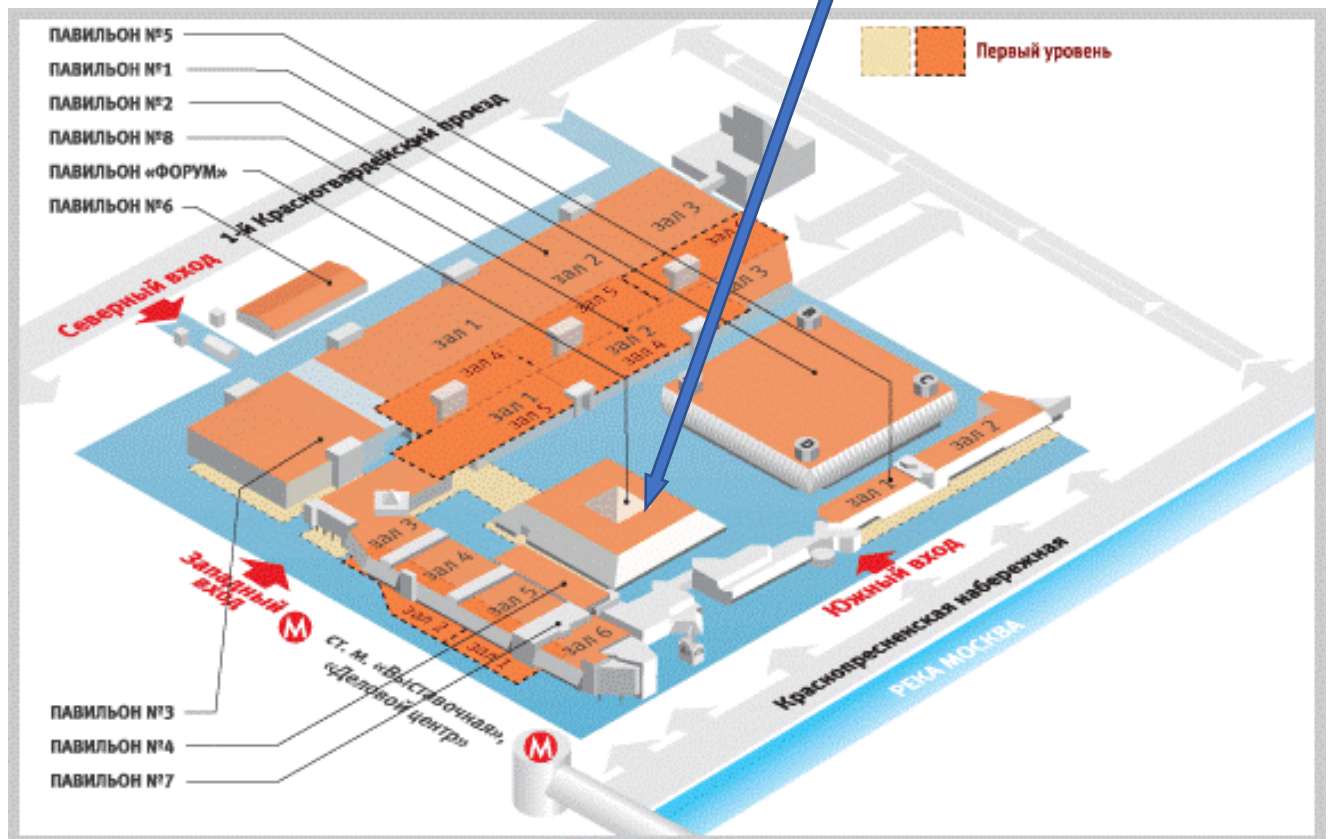 ПАВИЛЬОН №5
ПАВИЛЬОН №1
ПАВИЛЬОН №2
ПАВИЛЬОН №8
ПАВИЛЬОН «ФОРУМ»
ПАВИЛЬОН №6
Первый уровень
1-й Красногвардейский проезд
Северный вход
зал 3
зал 2
зал 1
зал 5
зал 3
зал 4
зал 2
зал 4
зал 1
зал 5
В
С
D
зал 2
зал 1
зал 3
зал 4
зал 5
зал 6
зал 2
зал 1
Западный
вход
М
ст. м. «Выставочная»,
«Деловой центр»
Южный вход
Краснопресненская набережная
РЕКА МОСКВА
М
ПАВИЛЬОН №3
ПАВИЛЬОН №4
ПАВИЛЬОН №7